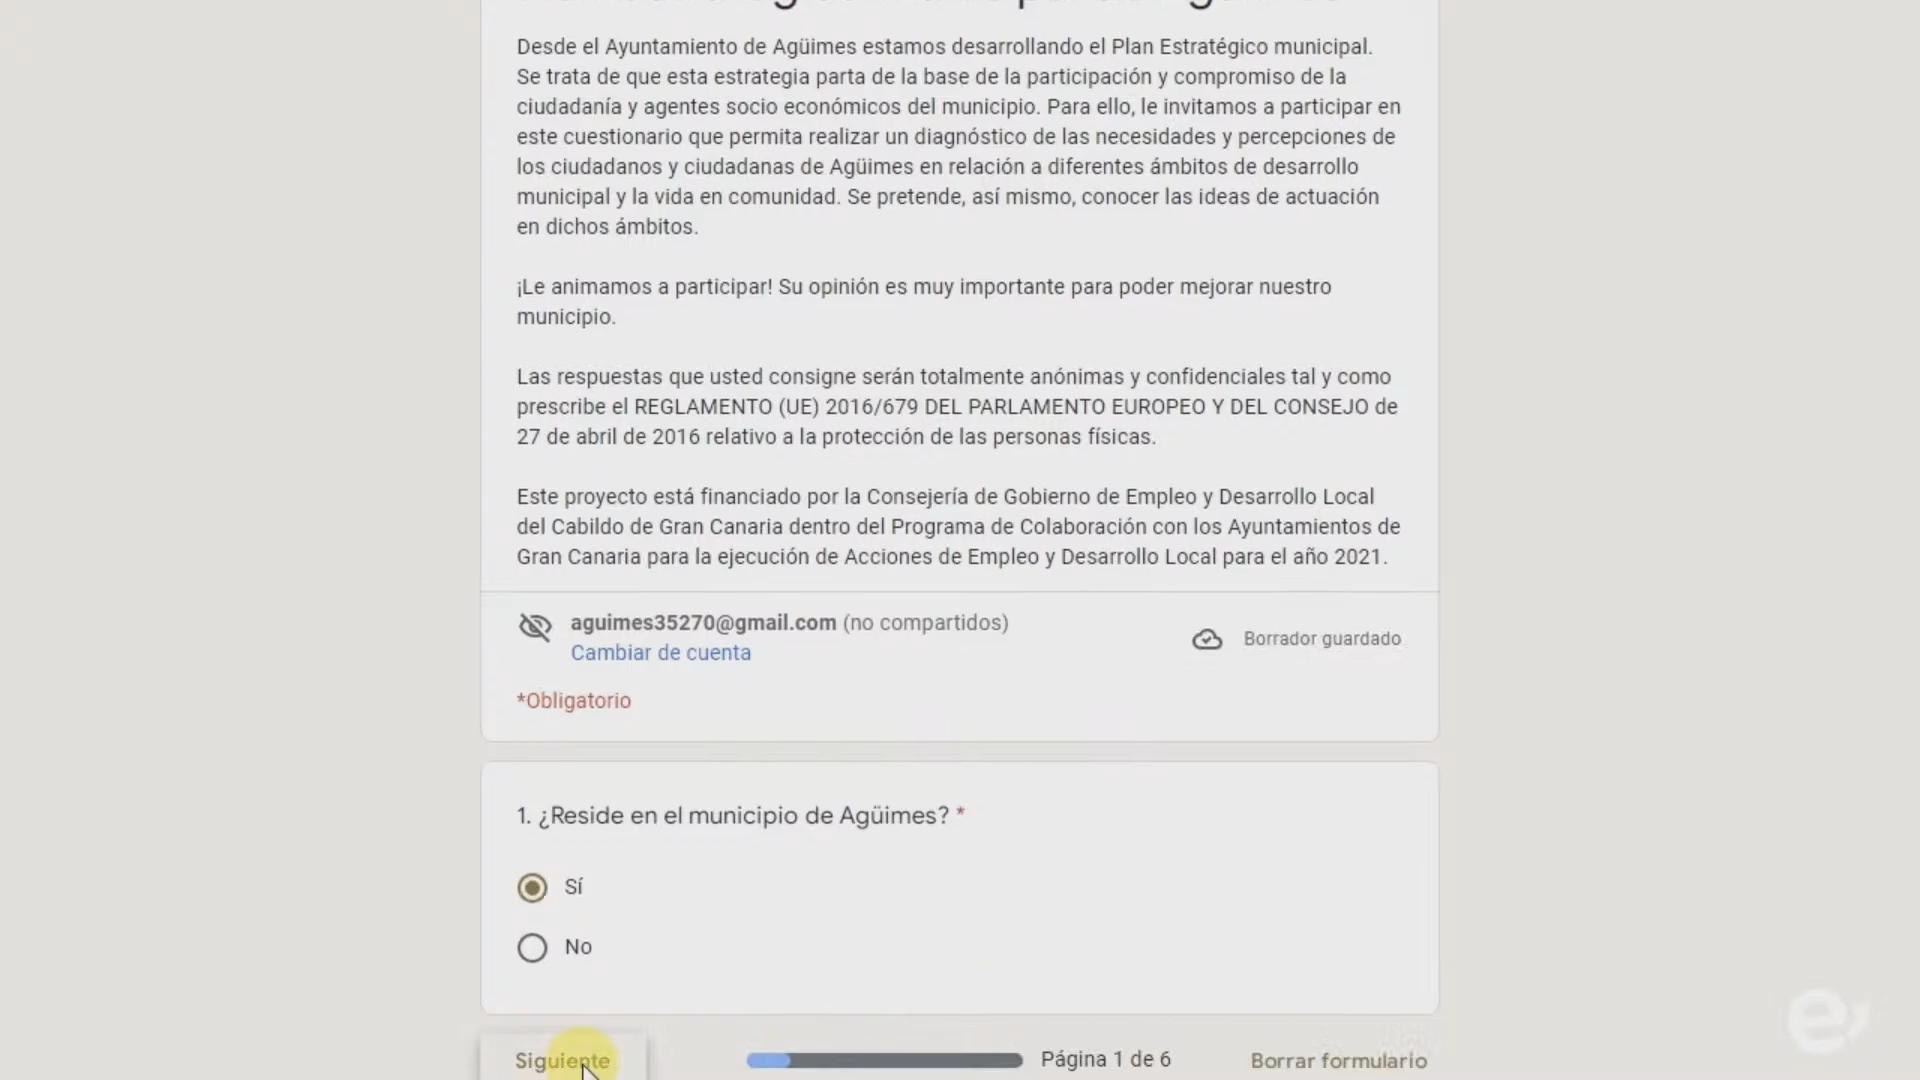 Desde el Ayuntamiento de Agüimes estamos desarrollando el Plan Estratégico municipal.
Se trata de que esta estrategia parta de la base de la participación y compromiso de la
ciudadanía y agentes socio económicos del municipio. Para ello, le invitamos a participar en
este cuestionario que permita realizar un diagnóstico de las necesidades y percepciones de
los ciudadanos y ciudadanas de Agüimes en relación a diferentes ámbitos de desarrollo
municipal y la vida en comunidad. Se pretende, así mismo, conocer las ideas de actuación
en dichos ámbitos.
¡Le animamos a participar! Su opinión es muy importante para poder mejorar nuestro
municipio.
Las respuestas que usted consigne serán totalmente anónimas y confidenciales tal y como
prescribe el REGLAMENTO (UE) 2016/679 DEL PARLAMENTO EUROPEO Y DEL CONSEJO de
27 de abril de 2016 relativo a la protección de las personas físicas.
Este proyecto está financiado por la Consejería de Gobierno de Empleo y Desarrollo Local
del Cabildo de Gran Canaria dentro del Programa de Colaboración con los Ayuntamientos de
Gran Canaria para la ejecución de Acciones de Empleo y Desarrollo Local para el año 2021.
aguimes35270@gmail.com (no compartidos)
Cambiar de cuenta
Borrador guardado
*Obligatorio
1. ¿Reside en el municipio de Agüimes? *
Sí
No
Siguiente
Página 1 de 6
Borrar formulario